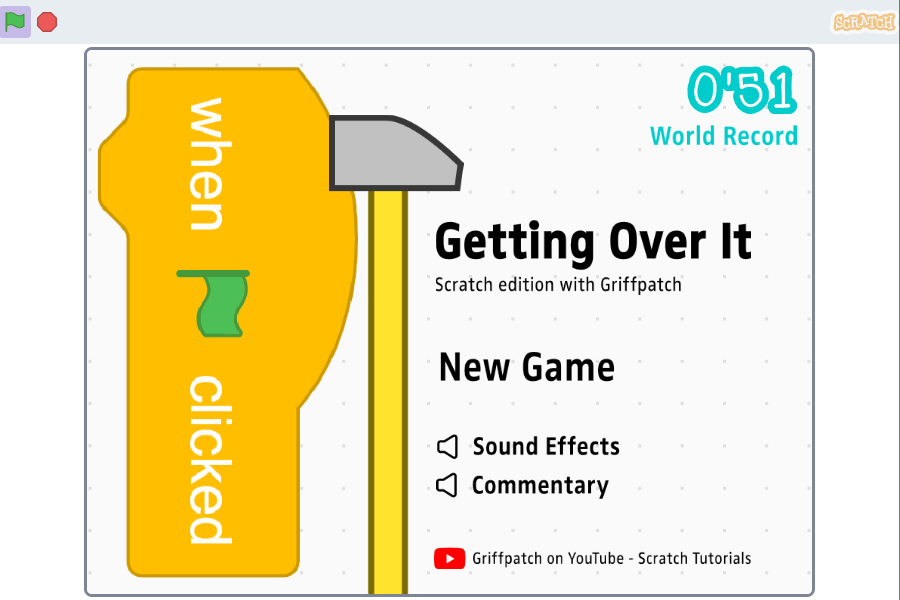 SCRATCH
0'51
World Record
when clicked
Getting Over It
Scratch edition with Griffpatch
New Game
Sound Effects
Commentary
Griffpatch on YouTube - Scratch Tutorials